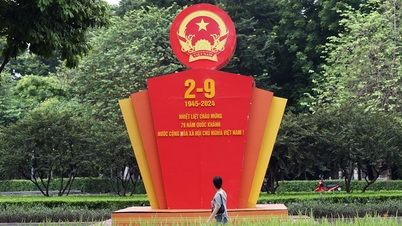 2-9
1945-2024
NHIỆT LIỆT CHÀO MỪNG
79 NĂM QUỐC KHÁNH
NƯỚC CỘNG HÒA XÃ HỘI CHỦ NGHĨA VIỆT NAM !